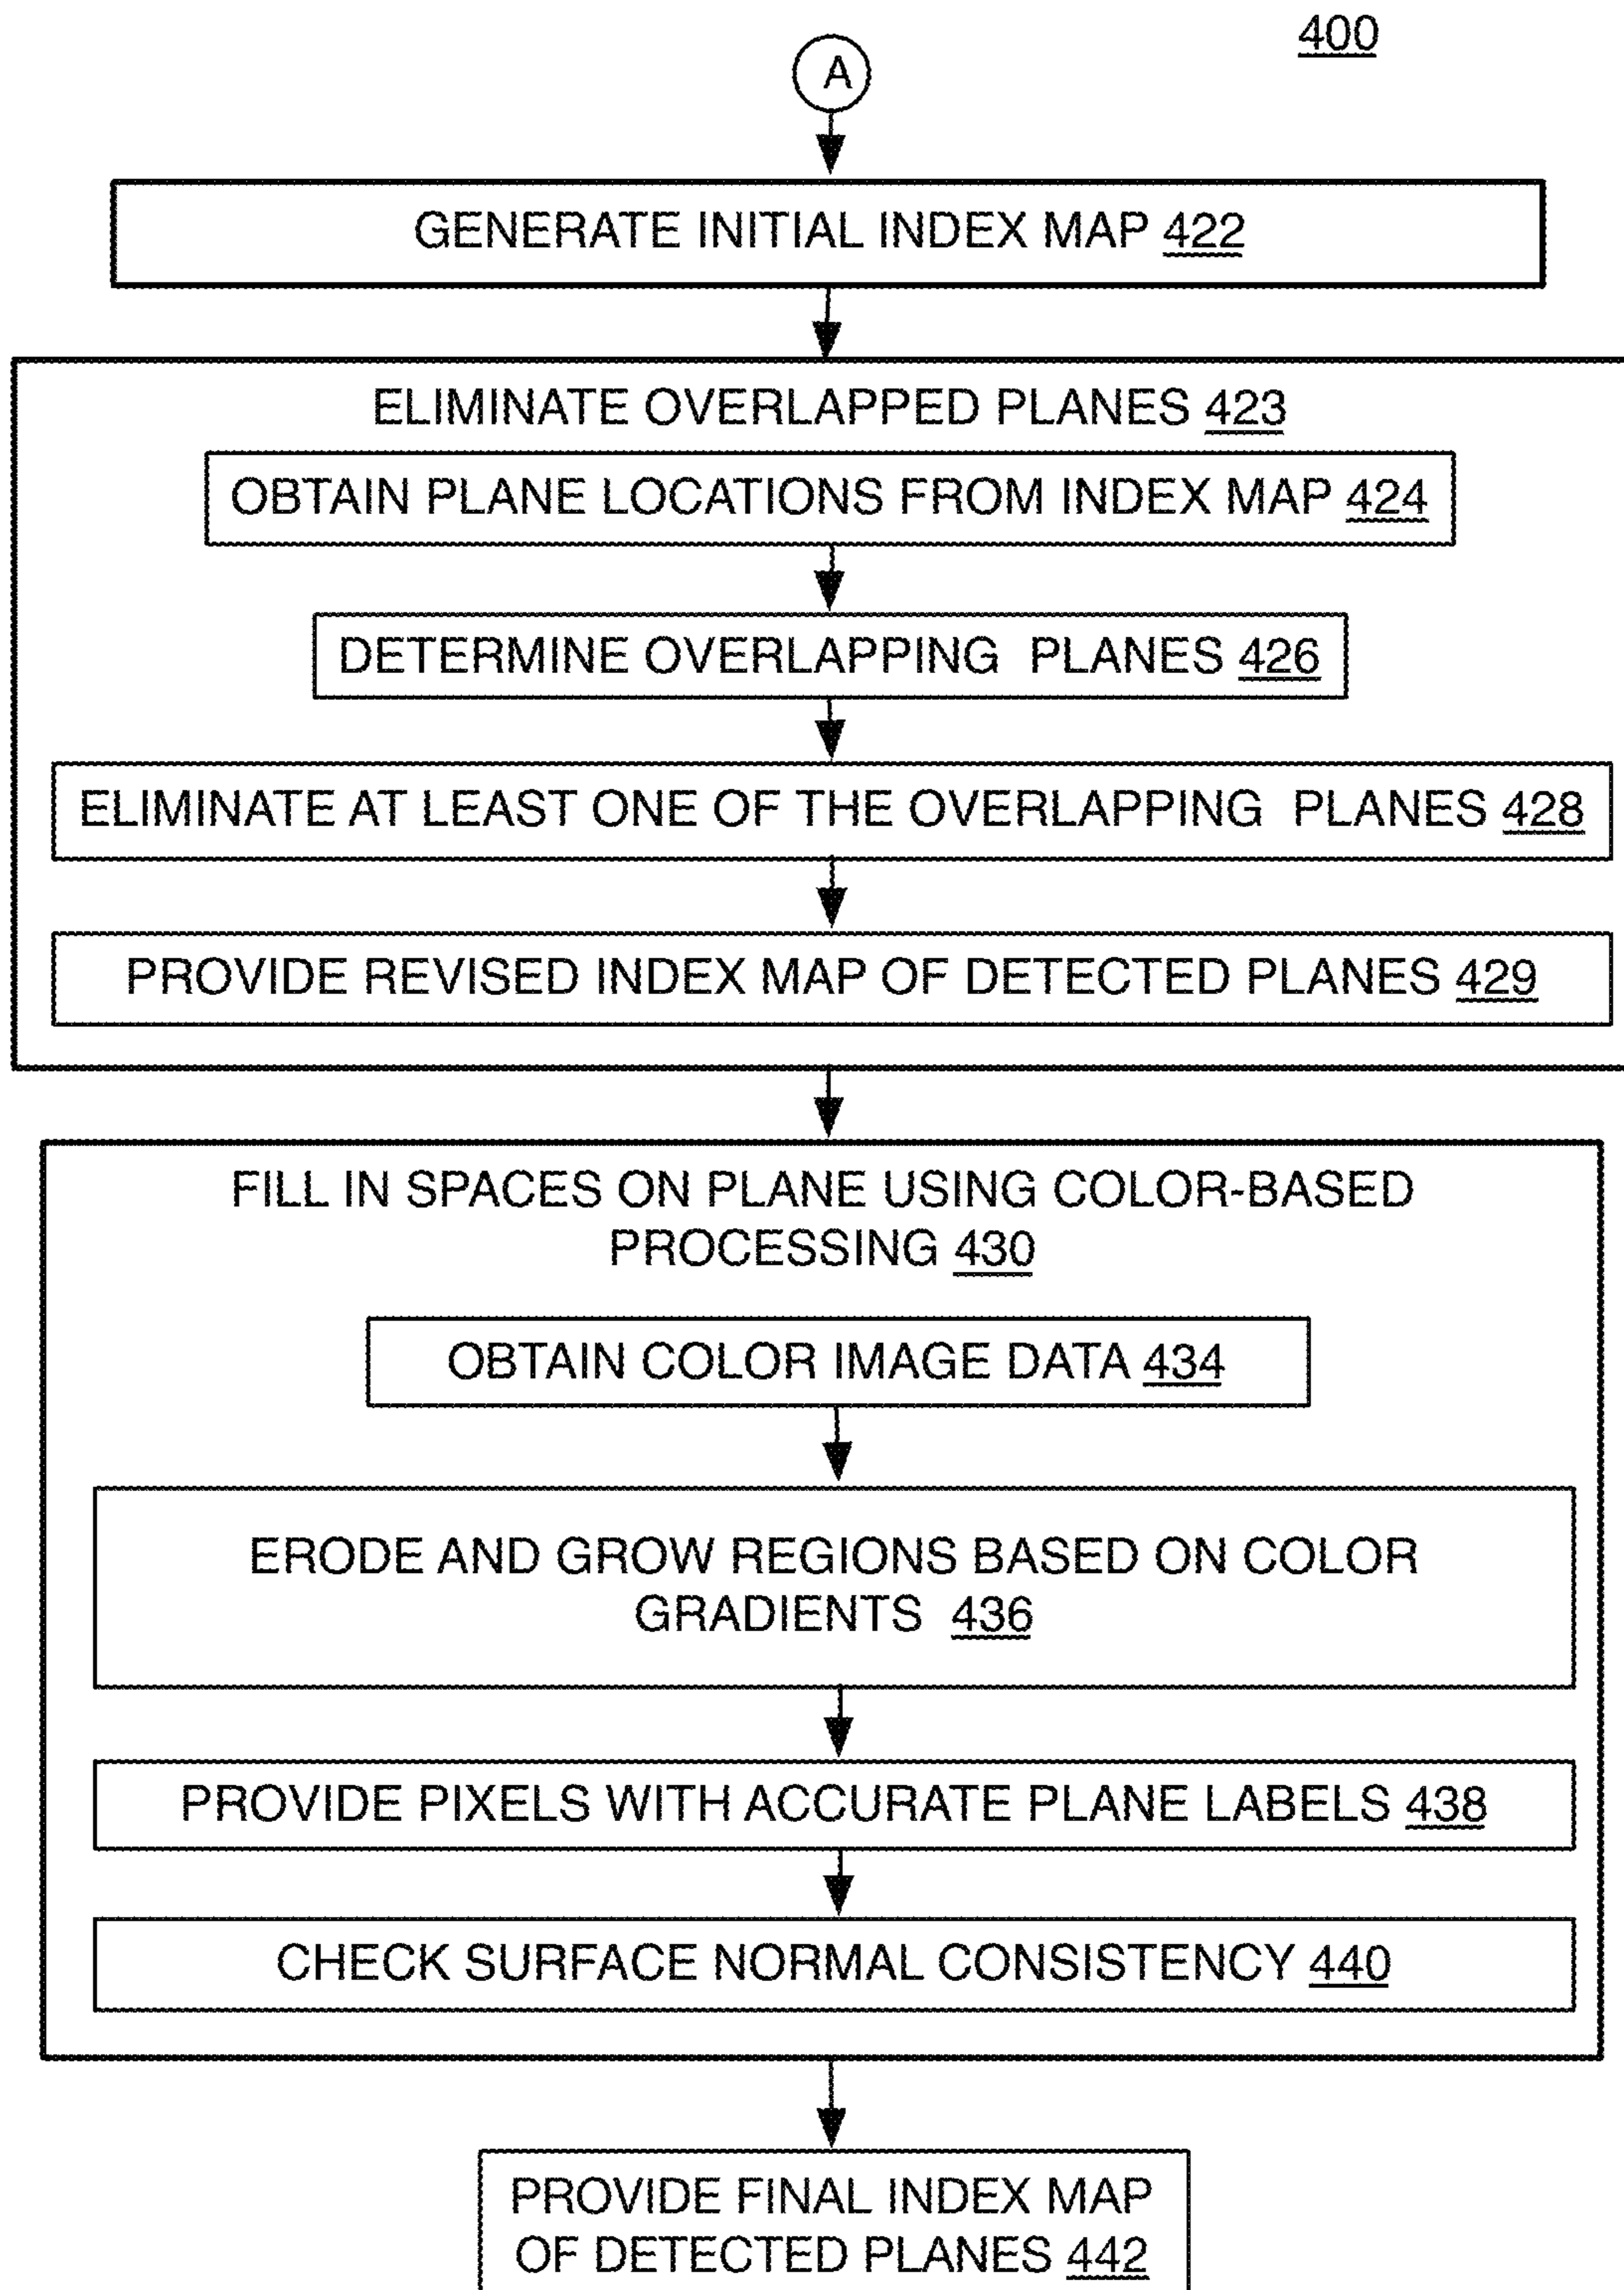 400
A
GENERATE INITIAL INDEX MAP 422
ELIMINATE OVERLAPPED PLANES 423
OBTAIN PLANE LOCATIONS FROM INDEX MAP 424
DETERMINE OVERLAPPING PLANES 426
ELIMINATE AT LEAST ONE OF THE OVERLAPPING PLANES 428
PROVIDE REVISED INDEX MAP OF DETECTED PLANES 429
FILL IN SPACES ON PLANE USING COLOR-BASED
PROCESSING 430
OBTAIN COLOR IMAGE DATA 434
ERODE AND GROW REGIONS BASED ON COLOR
GRADIENTS 436
PROVIDE PIXELS WITH ACCURATE PLANE LABELS 438
CHECK SURFACE NORMAL CONSISTENCY 440
PROVIDE FINAL INDEX MAP
OF DETECTED PLANES 442